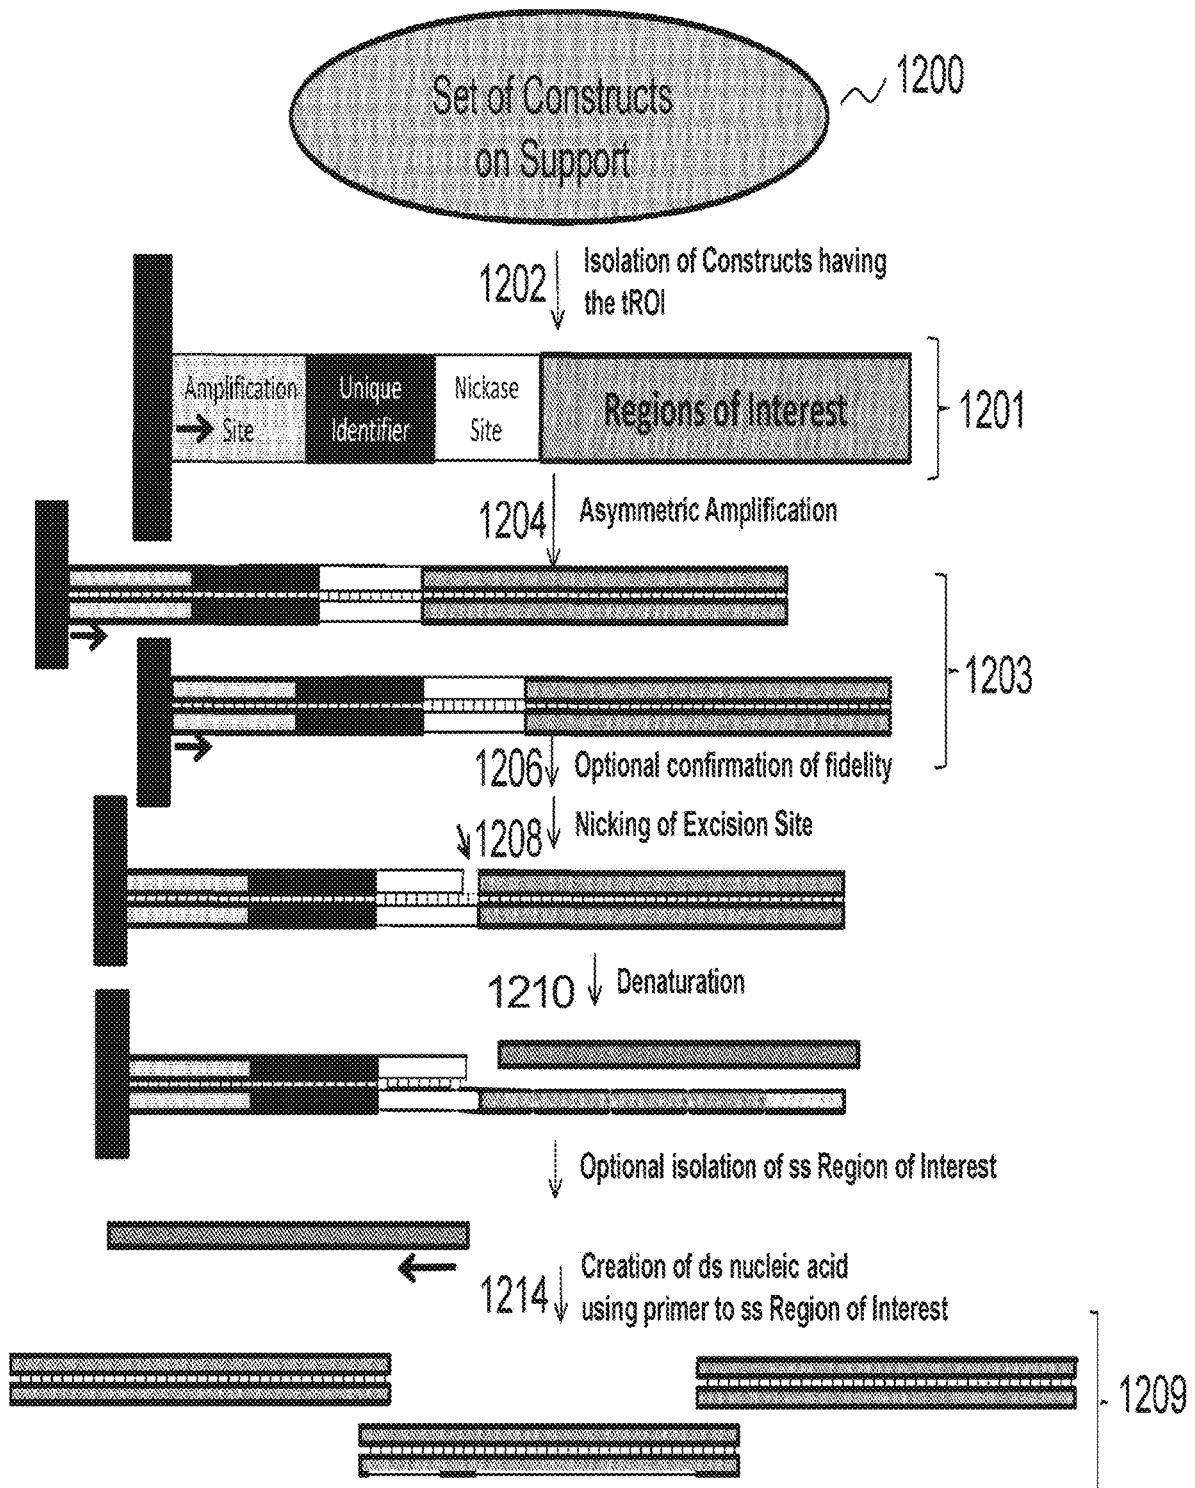 Set of Constructs
on Support
1200
1202
Isolation of Constructs having
the tROI
Amplification
Site
Unique
Identifier
Nickase
Site
Regions of Interest
1201
1204
Asymmetric Amplification
1203
1206
Optional confirmation of fidelity
1208
Nicking of Excision Site
1210
Denaturation
Optional isolation of ss Region of Interest
1214
Creation of ds nucleic acid
using primer to ss Region of Interest
1209